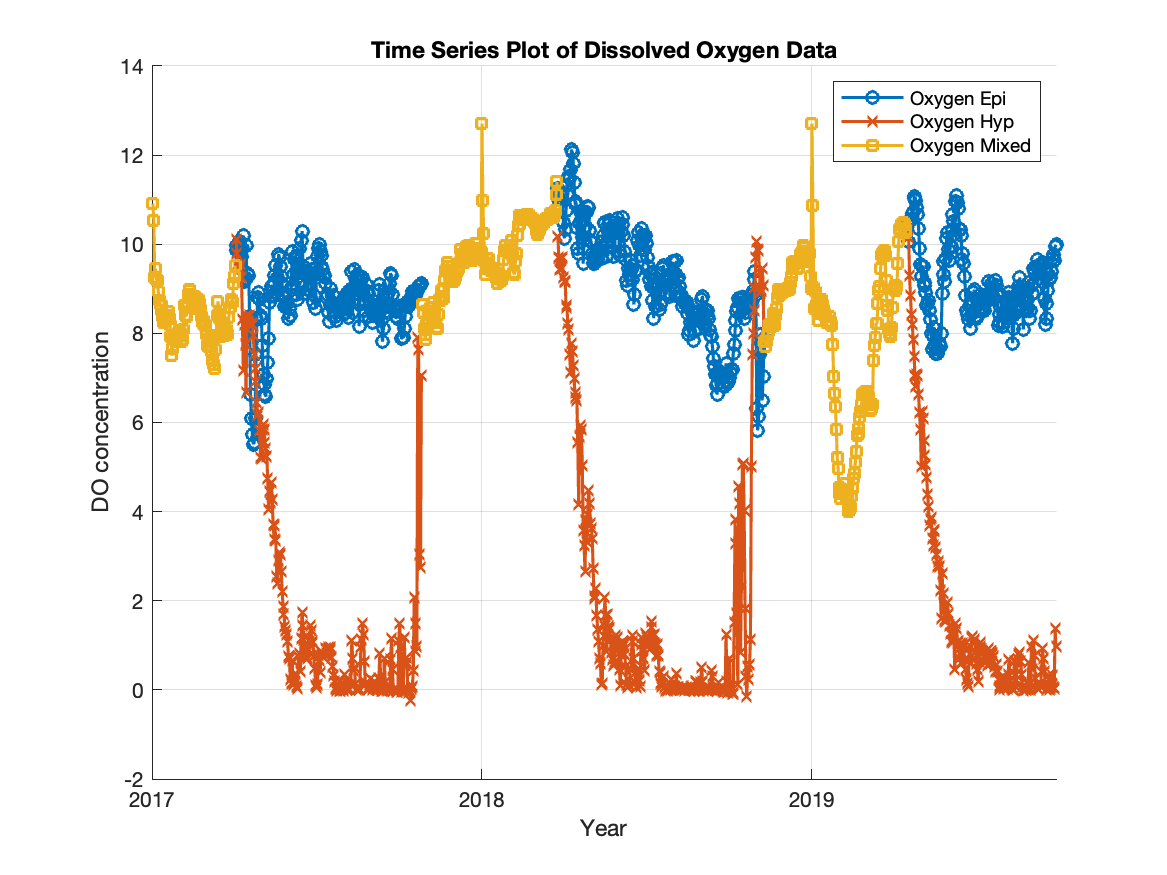 Time Series Plot of Dissolved Oxygen Data
14
12
10
8
6
4
2
0
-2
DO concentration
Oxygen Epi
Oxygen Hyp
Oxygen Mixed
2017
2018
2019
Year